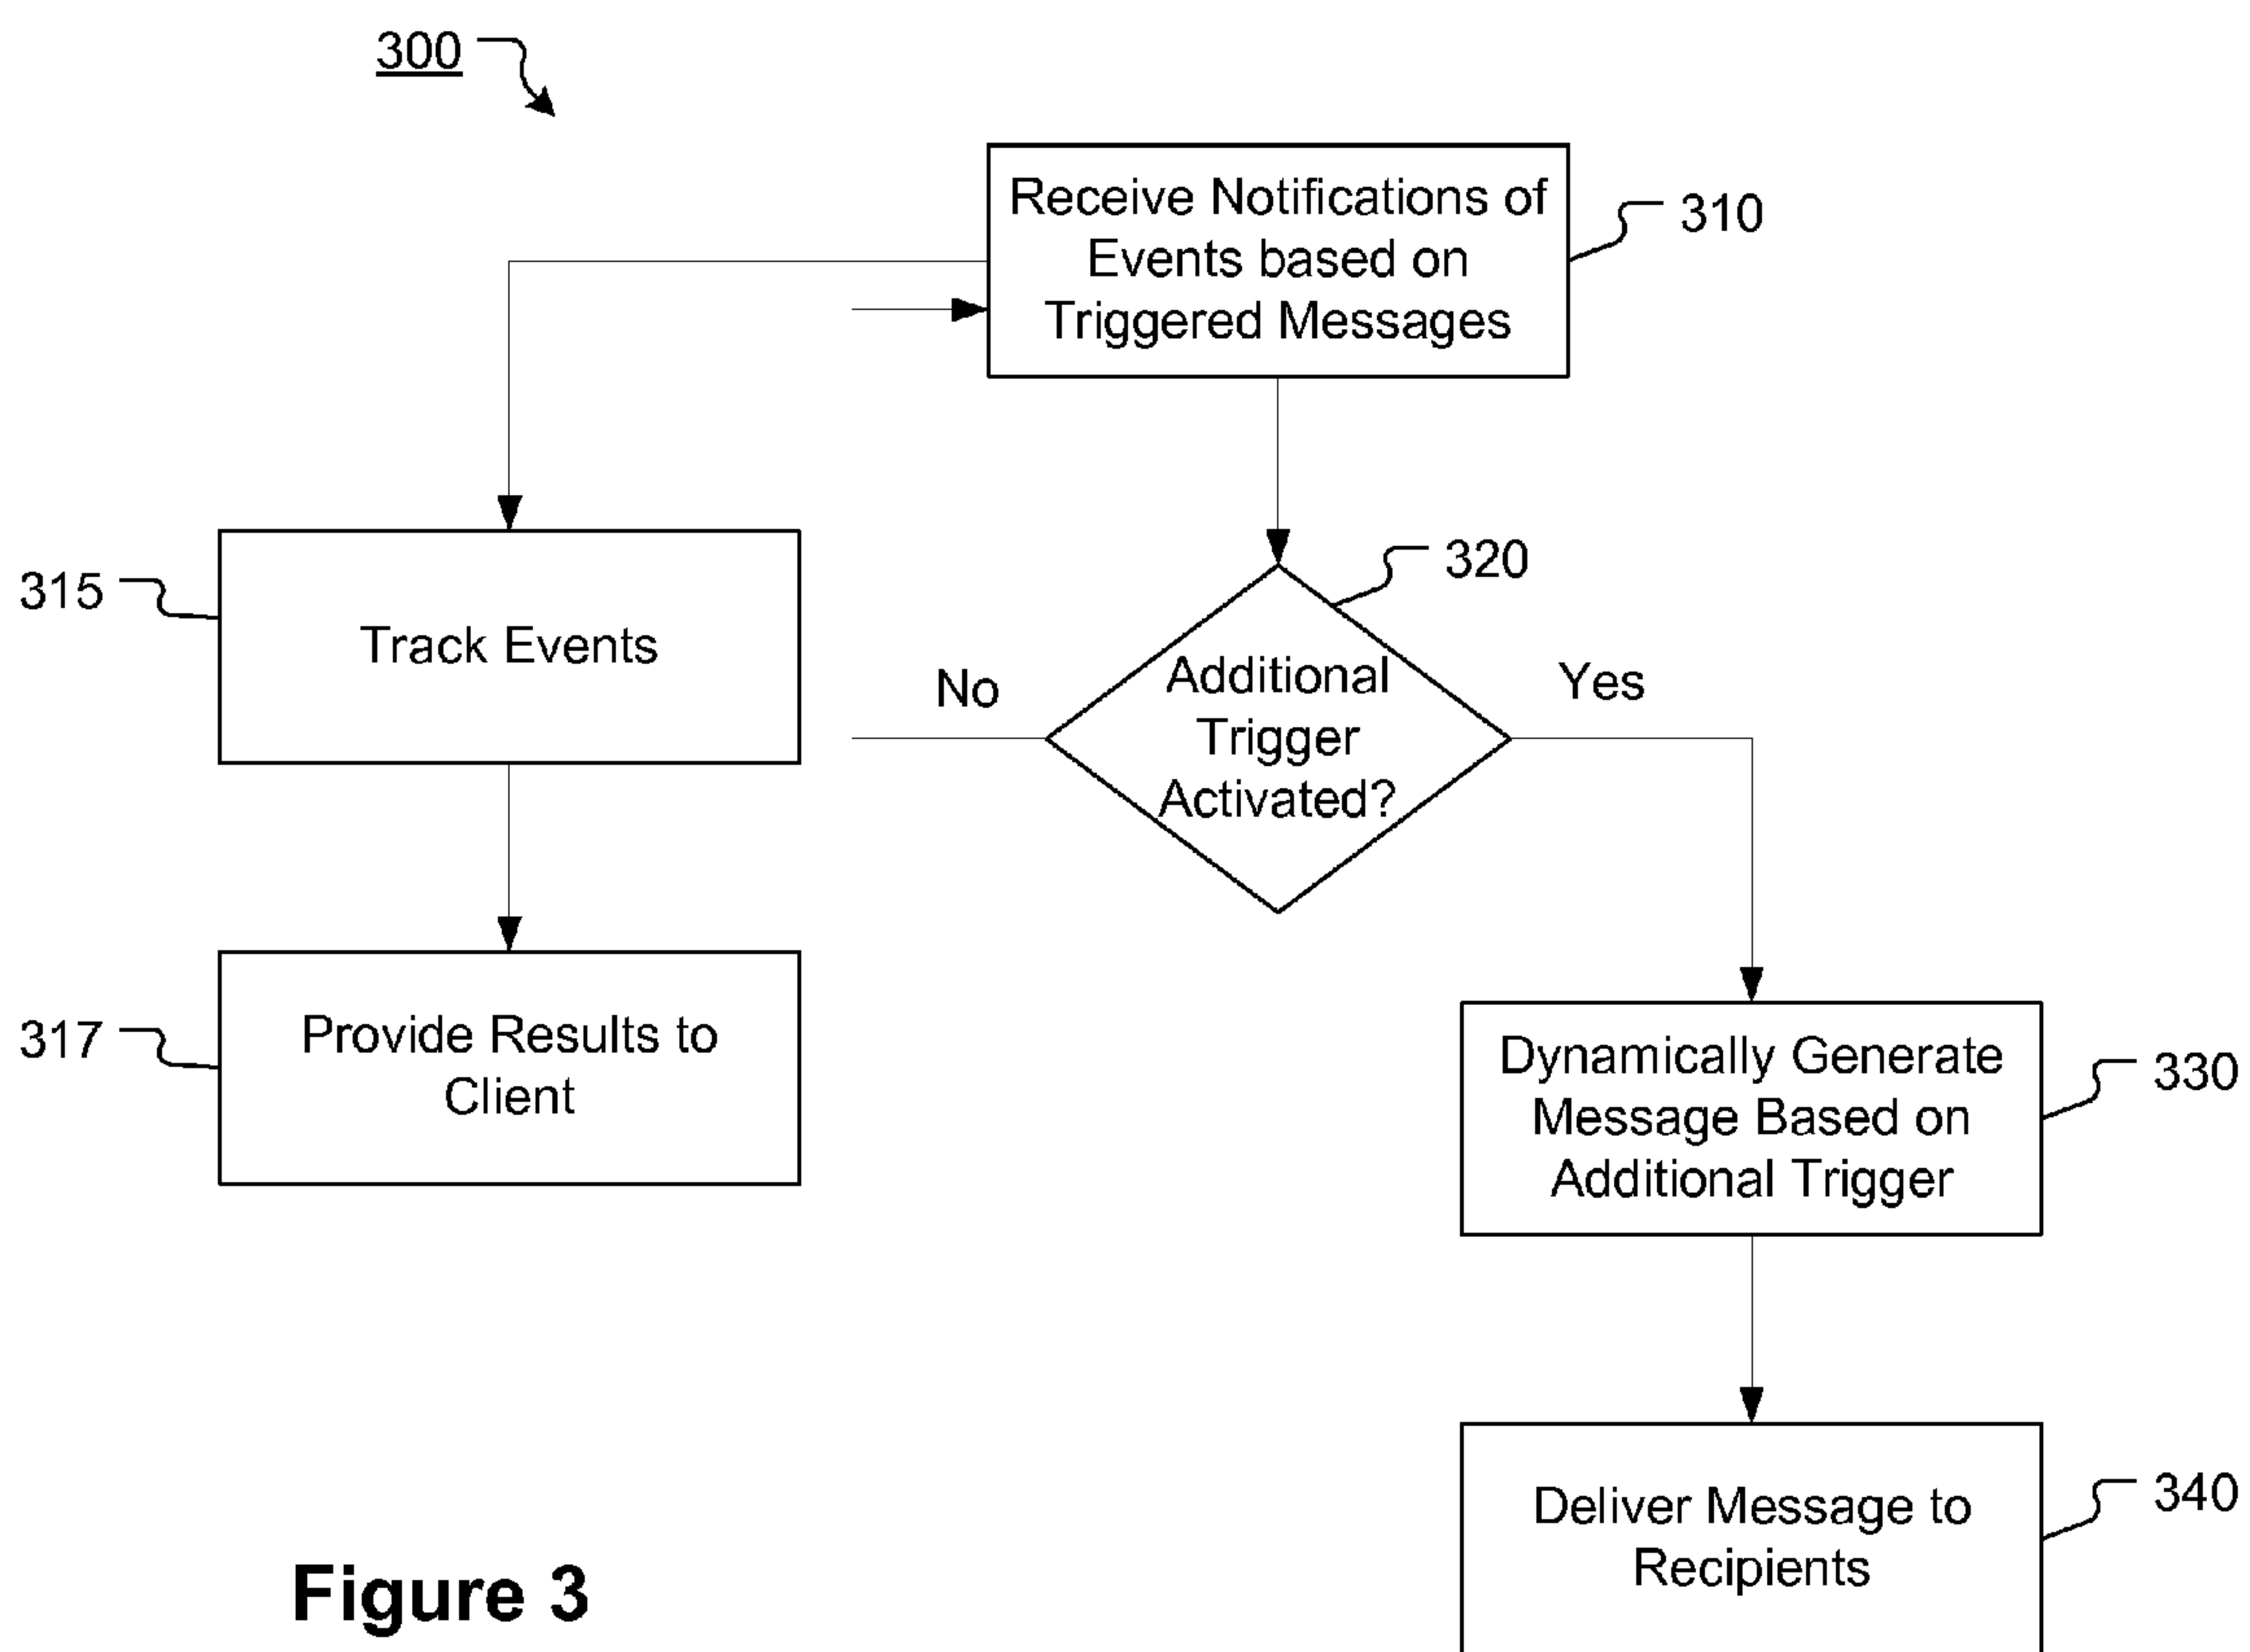 300
Receive Notifications of
Events based on
Triggered Messages
310
315
Track Events
320
Additional
Trigger
Activated?
No
Yes
317
Provide Results to
Client
Dynamically Generate
Message Based on
Additional Trigger
330
Deliver Message to
Recipients
340
Figure 3